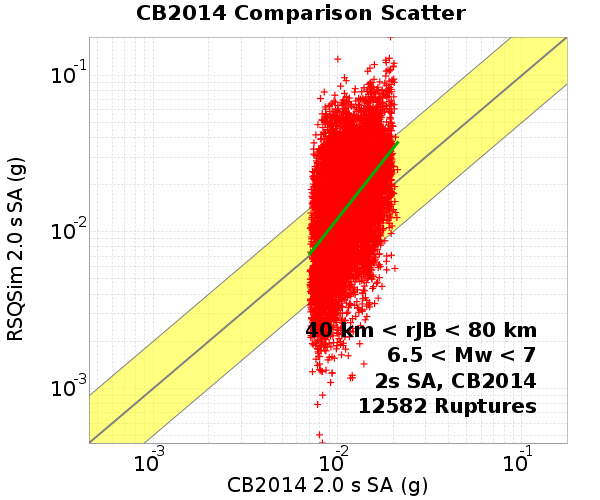 CB2014 Comparison Scatter
RSQSim 2.0 s SA (g)
10-1
10-2
10-3
40 km < rJB < 80 km
6.5 < Mw < 7
2s SA, CB2014
12582 Ruptures
10-3 10-2 10-1
CB2014 2.0 s SA (g)